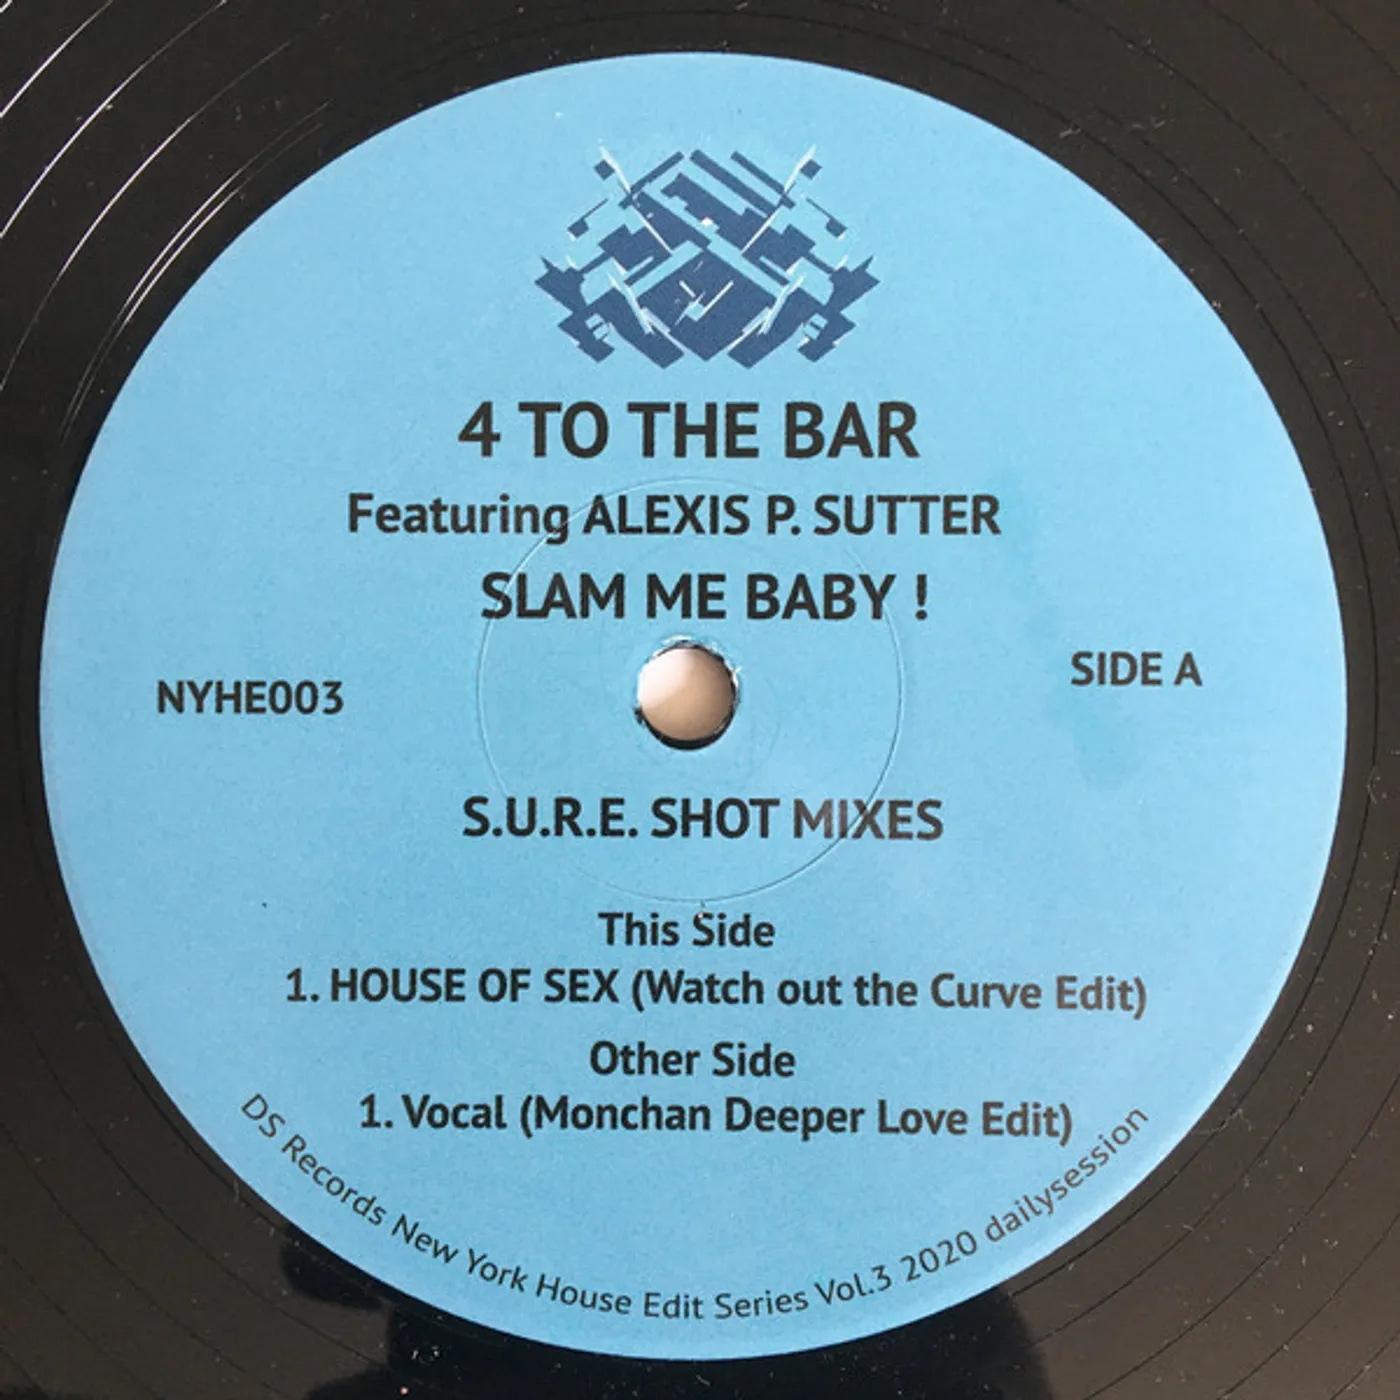 4 TO THE BAR
Featuring ALEXIS P. SUTTER
SLAM ME BABY !
NYHE003
SIDE A
S.U.R.E. SHOT MIXES
This Side
1. HOUSE OF SEX (Watch out the Curve Edit)
Other Side
1. Vocal (Monchan Deeper Love Edit)
DS Records New York House Edit Series Vol.3 2020 dailysession